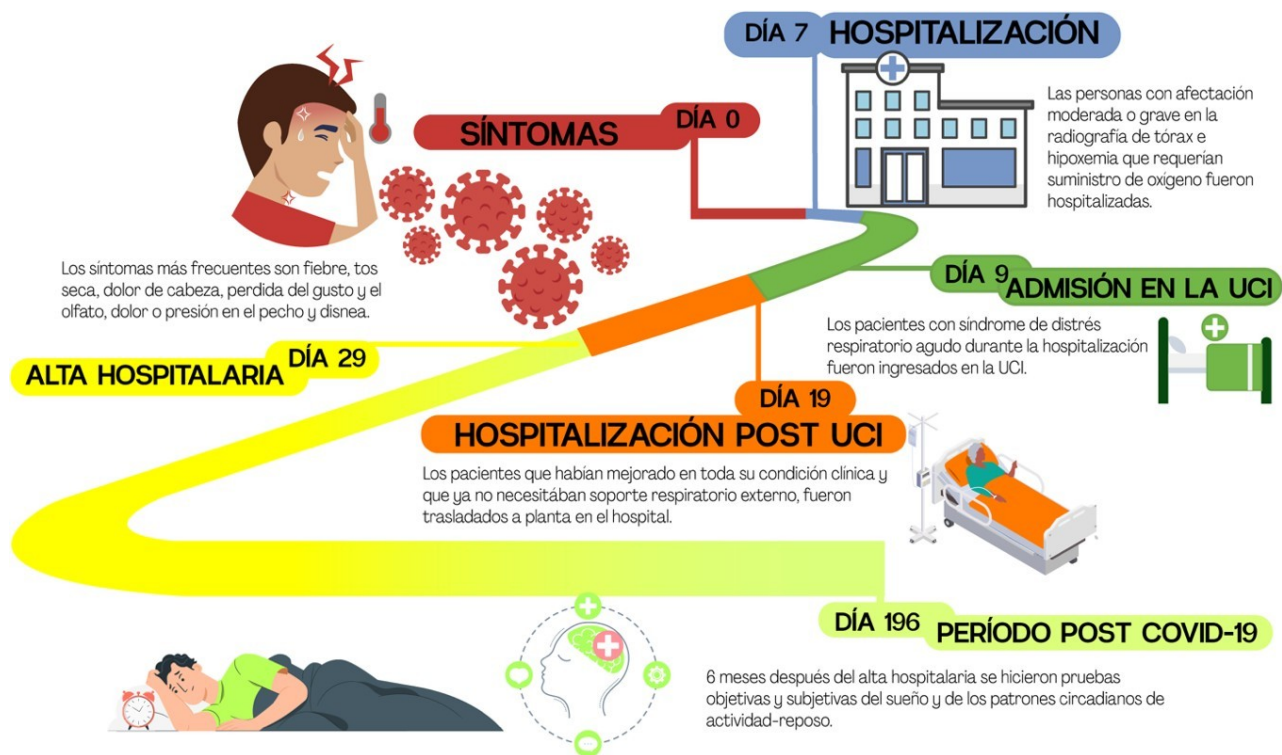 DÍA 7 HOSPITALIZACIÓN
Las personas con afectación
moderada o grave en la
radiografía de tórax e
hipoxemia que requerían
suministro de oxígeno fueron
hospitalizadas.
SÍNTOMAS DÍA 0
Los síntomas más frecuentes son fiebre, tos
seca, dolor de cabeza, perdida del gusto y el
olfato, dolor o presión en el pecho y disnea.
DÍA 9 ADMISIÓN EN LA UCI
Los pacientes con síndrome de distrés
respiratorio agudo durante la hospitalización
fueron ingresados en la UCI.
ALTA HOSPITALARIA DÍA 29
DÍA 19
HOSPITALIZACIÓN POST UCI
Los pacientes que habían mejorado en toda su condición clínica y
que ya no necesitában soporte respiratorio externo, fueron
trasladados a planta en el hospital.
DÍA 196 PERÍODO POST COVID-19
6 meses después del alta hospitalaria se hicieron pruebas
objetivas y subjetivas del sueño y de los patrones circadianos de
actividad-reposo.